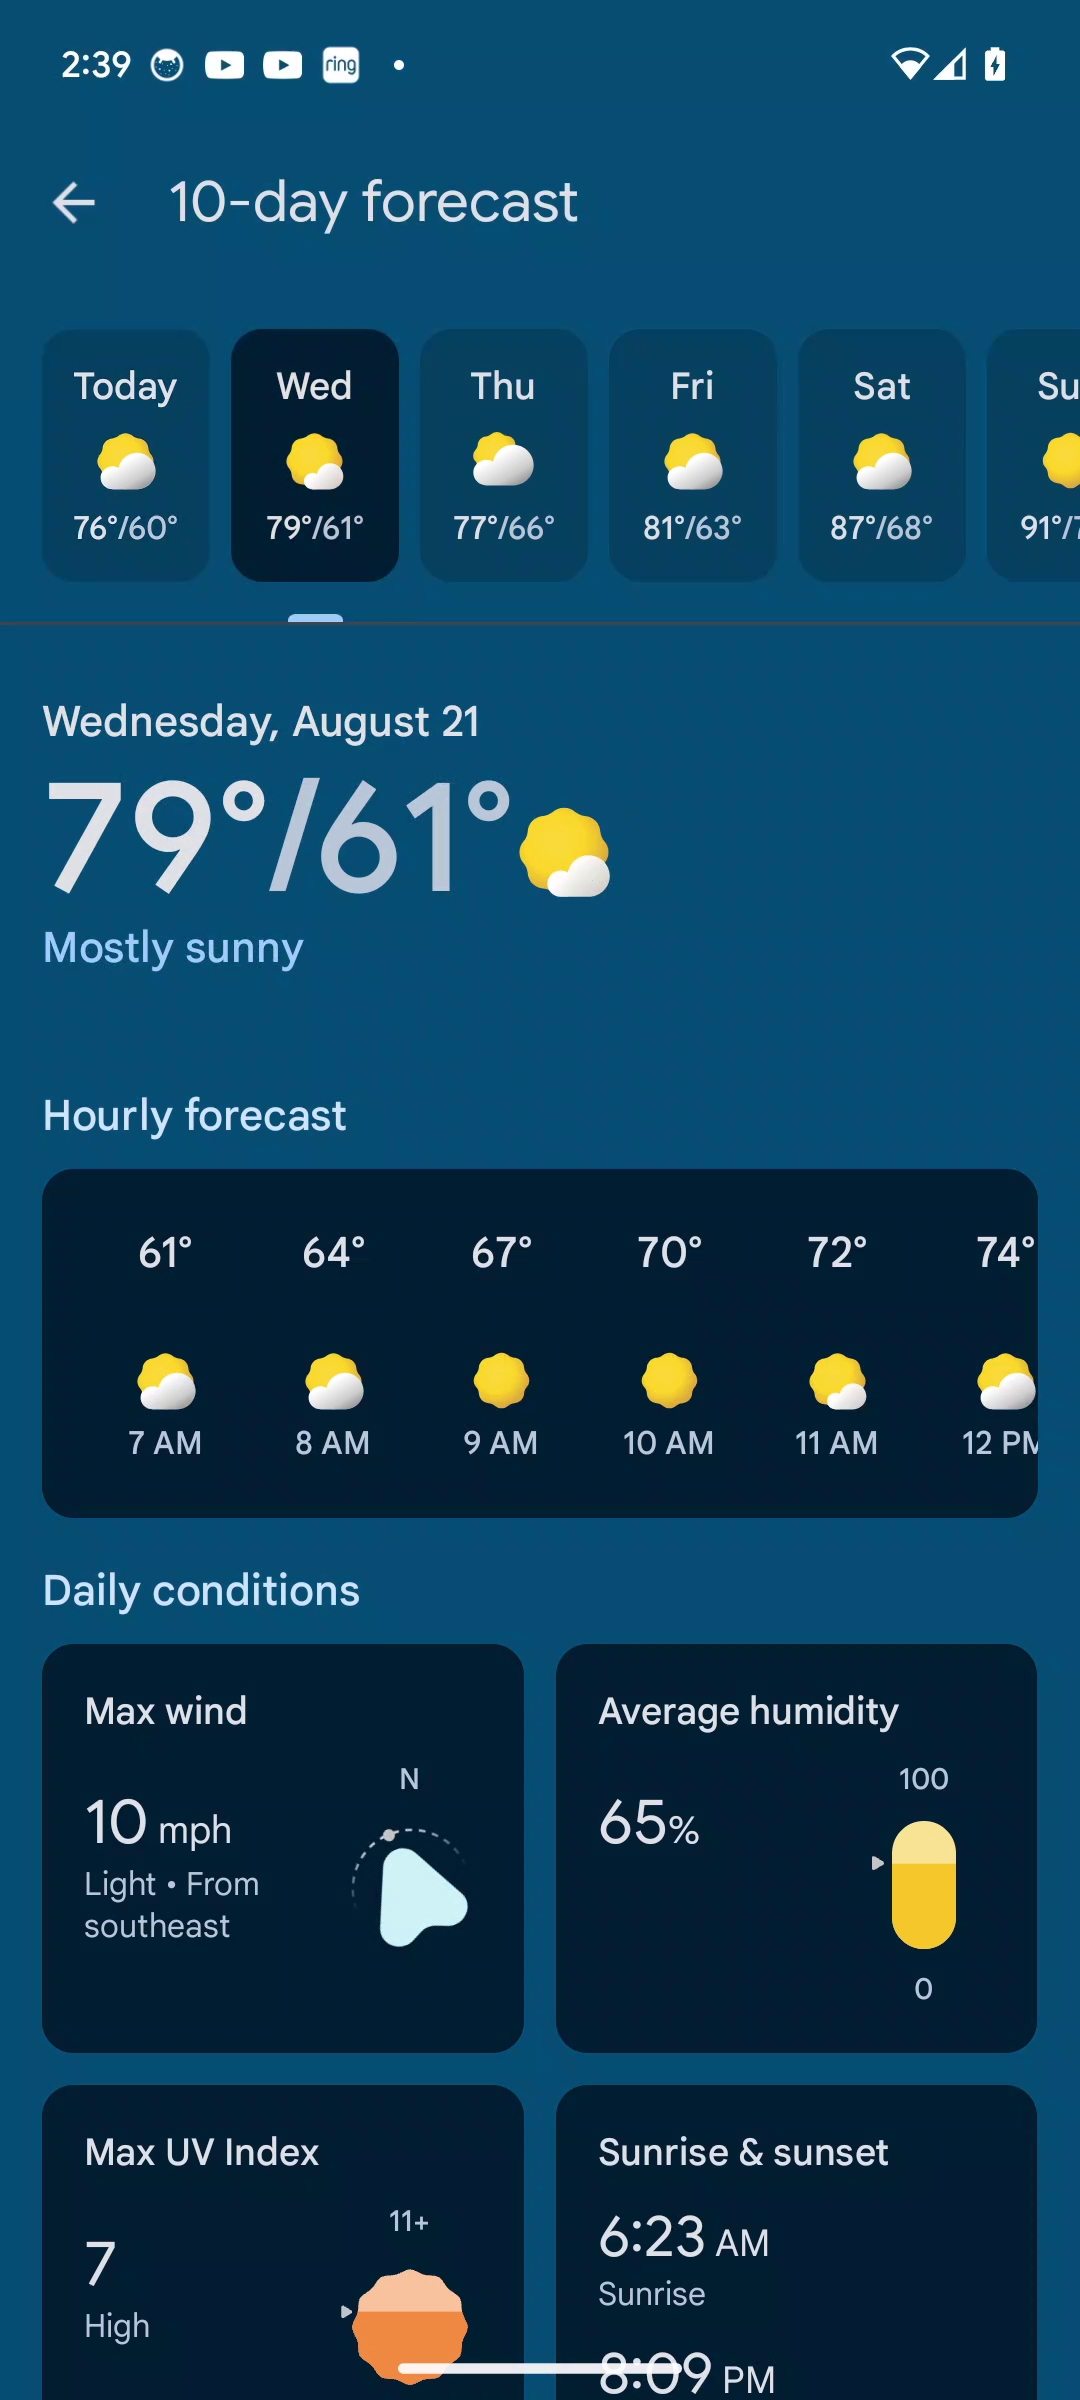 2:39 ring
10-day forecast
Today Wed Thu Fri Sat Su
76°/60° 79°/61° 77°/66° 81°/63° 87°/68° 91°/7
Wednesday, August 21
79°/61°
Mostly sunny
Hourly forecast
61° 64° 67° 70° 72° 74°
7 AM 8 AM 9 AM 10 AM 11 AM 12 PM
Daily conditions
Max wind
N
10 mph
Light • From
southeast
Average humidity
100
65%
0
Max UV Index
11+
7
High
Sunrise & sunset
6:23 AM
Sunrise
8:09 PM